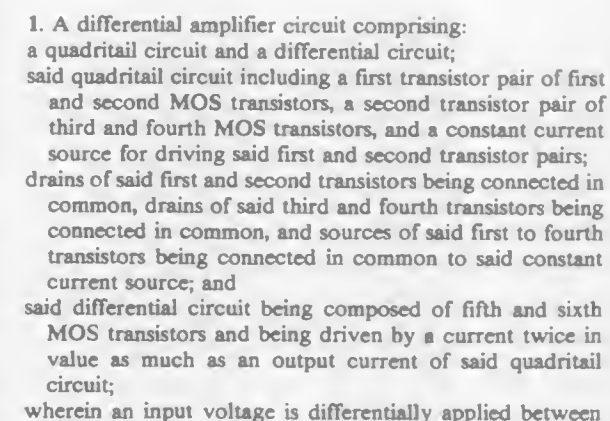 1. A differential amplifier circuit comprising:
a quadritail circuit and a differential circuit;
said quadritail circuit including a first transistor pair of first
and second MOS transistors, a second transistor pair of
third and fourth MOS transistors, and a constant current
source for driving said first and second transistor pairs;
drains of said first and second transistors being connected in
common, drains of said third and fourth transistors being
connected in common, and sources of said first to fourth
transistors being connected in common to said constant
current source; and
said differential circuit being composed of fifth and sixth
MOS transistors and being driven by a current twice in
value as much as an output current of said quadritail
circuit;
wherein an input voltage is differentially applied between